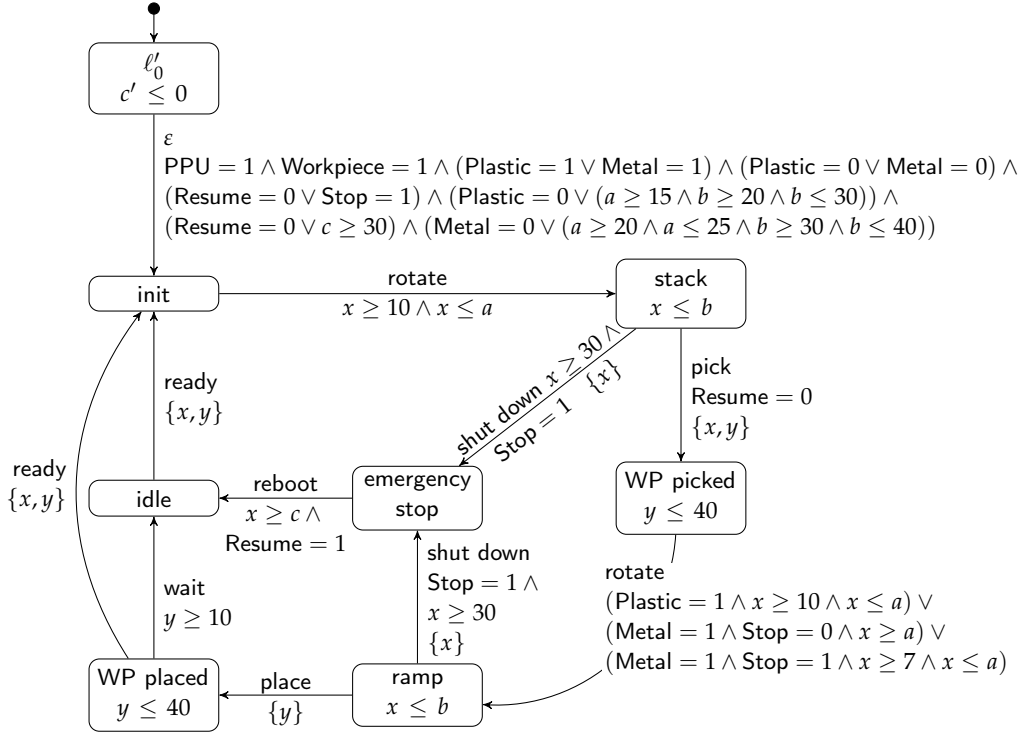 ℓ′₀
c′ ≤ 0
ε
PPU = 1 ∧ Workpiece = 1 ∧ (Plastic = 1 ∨ Metal = 1) ∧ (Plastic = 0 ∨ Metal = 0) ∧
(Resume = 0 ∨ Stop = 1) ∧ (Plastic = 0 ∨ (a ≥ 15 ∧ b ≥ 20 ∧ b ≤ 30)) ∧
(Resume = 0 ∨ c ≥ 30) ∧ (Metal = 0 ∨ (a ≥ 20 ∧ a ≤ 25 ∧ b ≥ 30 ∧ b ≤ 40))
init
rotate
x ≥ 10 ∧ x ≤ a
stack
x ≤ b
shut down x ≥ 30 ∧
Stop = 1 {x}
pick
Resume = 0
{x, y}
ready
{x, y}
ready
{x, y}
idle
reboot
x ≥ c ∧
Resume = 1
emergency
stop
WP picked
y ≤ 40
wait
y ≥ 10
shut down
Stop = 1 ∧
x ≥ 30
{x}
rotate
(Plastic = 1 ∧ x ≥ 10 ∧ x ≤ a) ∨
(Metal = 1 ∧ Stop = 0 ∧ x ≥ a) ∨
(Metal = 1 ∧ Stop = 1 ∧ x ≥ 7 ∧ x ≤ a)
WP placed
y ≤ 40
place
{y}
ramp
x ≤ b